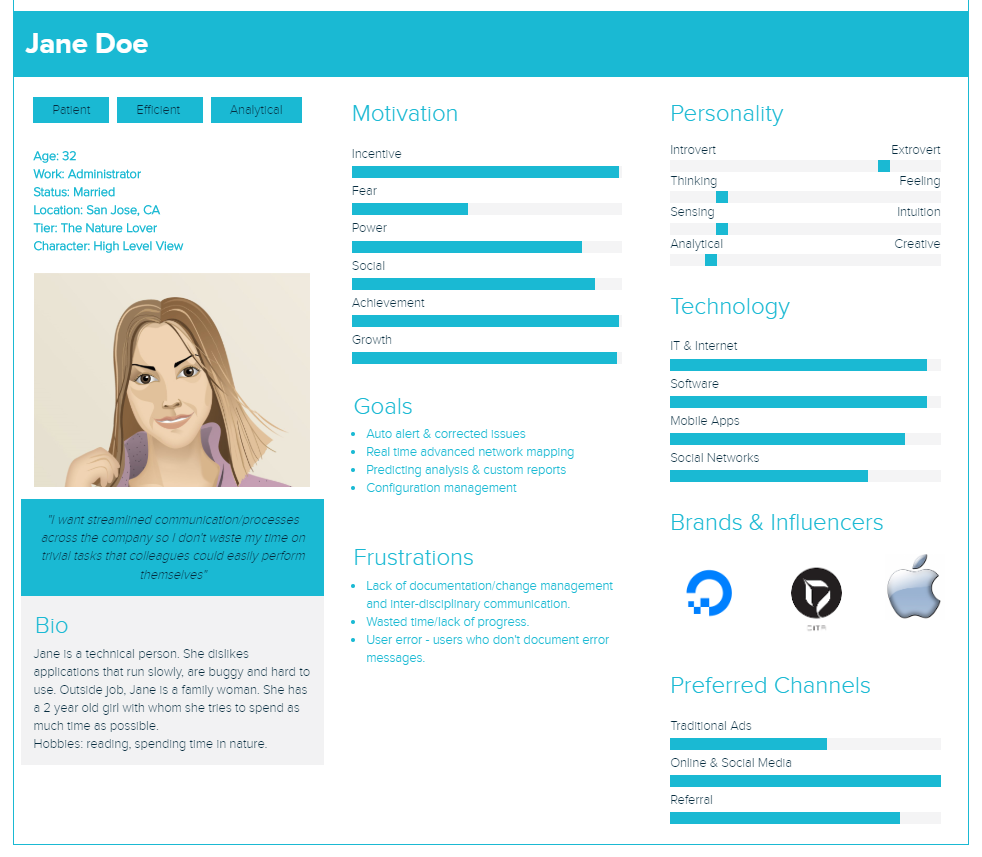 Jane Doe
Patient
Efficient
Analytical
Age: 32
Work: Administrator
Status: Married
Location: San Jose, CA
Tier: The Nature Lover
Character: High Level View
"I want streamlined communication/processes
across the company so I don't waste my time on
trivial tasks that colleagues could easily perform
themselves"
Bio
Jane is a technical person. She dislikes
applications that run slowly, are buggy and hard to
use. Outside job, Jane is a family woman. She has
a 2 year old girl with whom she tries to spend as
much time as possible.
Hobbies: reading, spending time in nature.
Motivation
Incentive
Fear
Power
Social
Achievement
Growth
Goals
Auto alert & corrected issues
Real time advanced network mapping
Predicting analysis & custom reports
Configuration management
Frustrations
Lack of documentation/change management
and inter-disciplinary communication.
Wasted time/lack of progress.
User error - users who don't document error
messages.
Personality
Introvert Extrovert
Thinking Feeling
Sensing Intuition
Analytical Creative
Technology
IT & Internet
Software
Mobile Apps
Social Networks
Brands & Influencers
Preferred Channels
Traditional Ads
Online & Social Media
Referral